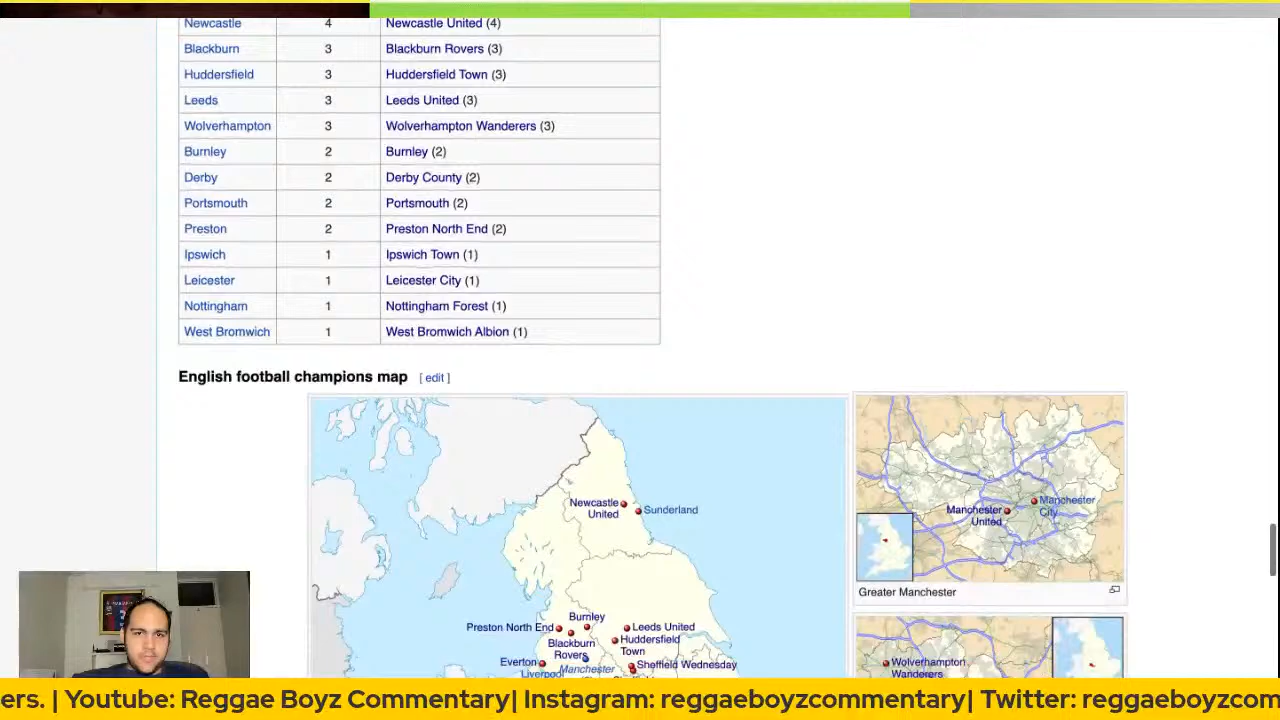 Newcastle 4 Newcastle United (4)
Blackburn 3 Blackburn Rovers (3)
Huddersfield 3 Huddersfield Town (3)
Leeds 3 Leeds United (3)
Wolverhampton 3 Wolverhampton Wanderers (3)
Burnley 2 Burnley (2)
Derby 2 Derby County (2)
Portsmouth 2 Portsmouth (2)
Preston 2 Preston North End (2)
Ipswich 1 Ipswich Town (1)
Leicester 1 Leicester City (1)
Nottingham 1 Nottingham Forest (1)
West Bromwich 1 West Bromwich Albion (1)
English football champions map [ edit ]
Newcastle
United
Sunderland
Burnley
Preston North End
Leeds United
Blackburn
Rovers
Huddersfield
Town
Everton
Manchester
Sheffield Wednesday
Liverpool
Manchester
City
Manchester
United
Greater Manchester
Wolverhampton
Wanderers
ers. | Youtube: Reggae Boyz Commentary| Instagram: reggaeboyzcommentary| Twitter: reggaeboyzcom